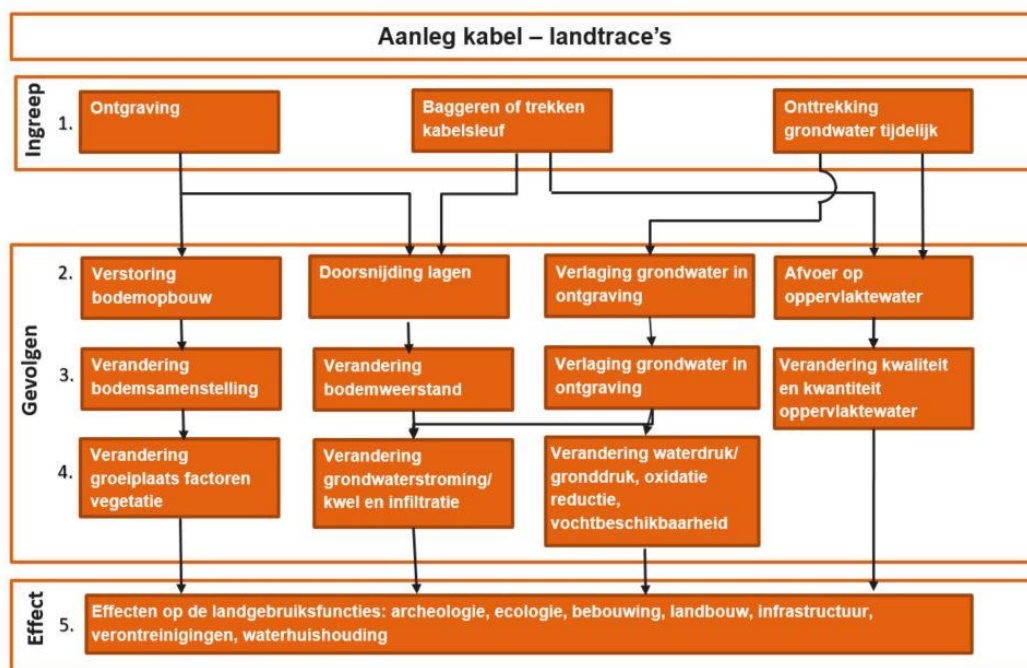 Aanleg kabel – landtrace's
Ingreep
1.
Ontgraving
Baggeren of trekken
kabelsleuf
Onttrekking
grondwater tijdelijk
Gevolgen
2.
Verstoring
bodemopbouw
Doorsnijding lagen
Verlaging grondwater in
ontgraving
Afvoer op
oppervlaktewater
3.
Verandering
bodemsamenstelling
Verandering
bodemweerstand
Verlaging grondwater in
ontgraving
Verandering kwaliteit
en kwantiteit
oppervlaktewater
4.
Verandering
groeiplaats factoren
vegetatie
Verandering
grondwaterstroming/
kwel en infiltratie
Verandering waterdruk/
gronddruk, oxidatie
reductie,
vochtbeschikbaarheid
Effect
5.
Effecten op de landgebruiksfuncties: archeologie, ecologie, bebouwing, landbouw, infrastructuur,
verontreinigingen, waterhuishouding